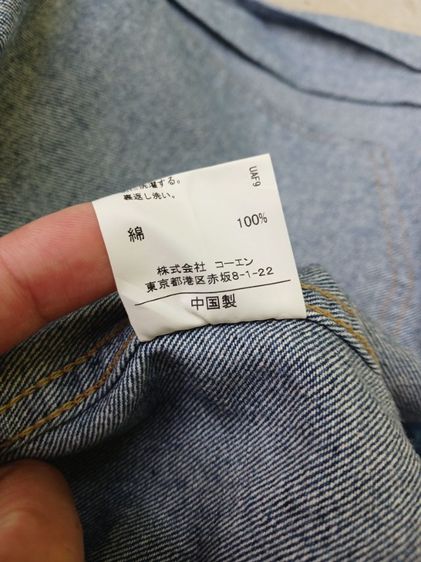 洗濯する。
裏返し洗い。
綿 100%
株式会社 コーエン
東京都港区赤坂8-1-22
中国製
UAF9